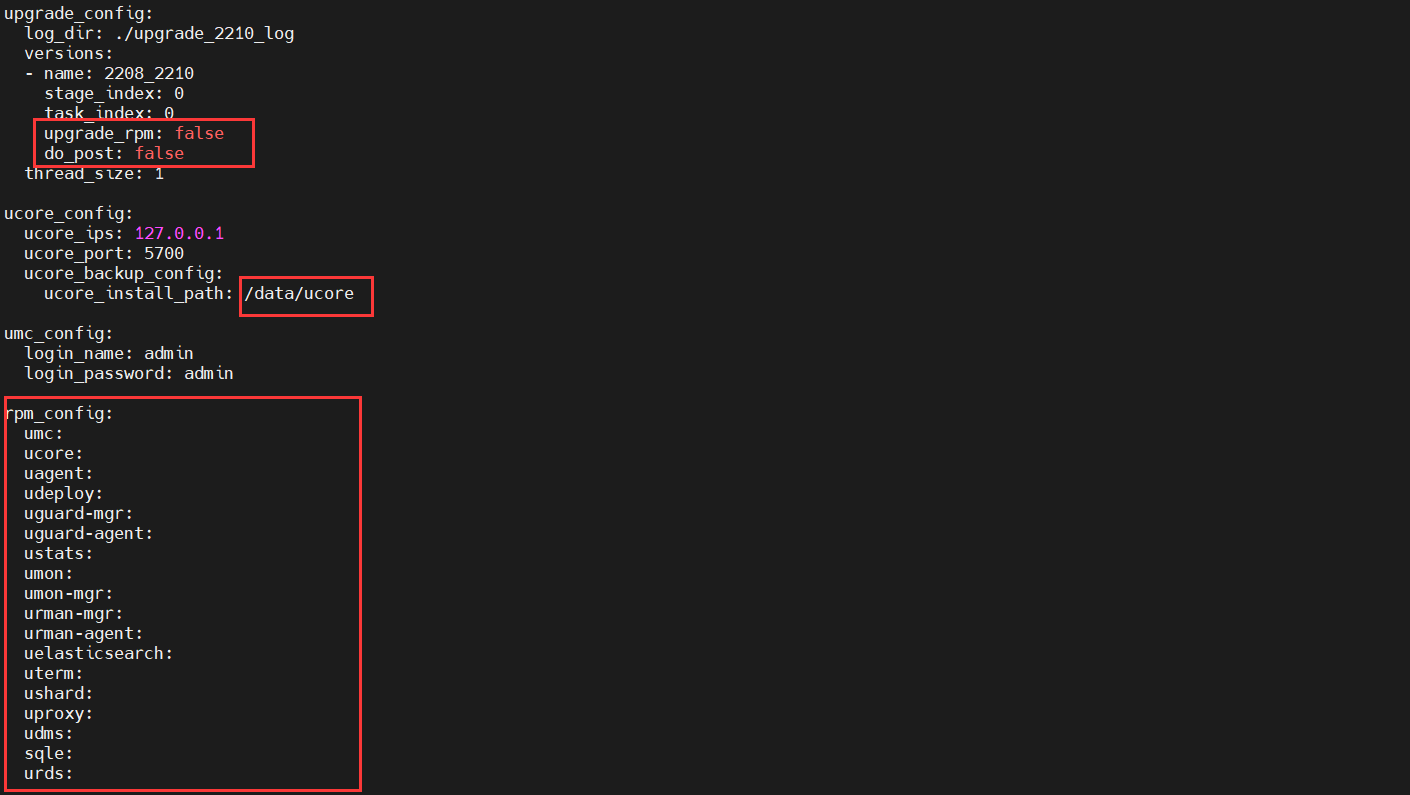 upgrade_config:
  log_dir: ./upgrade_2210_log
  versions:
  - name: 2208_2210
    stage_index: 0
    task_index: 0
    upgrade_rpm: false
    do_post: false
  thread_size: 1

ucore_config:
  ucore_ips: 127.0.0.1
  ucore_port: 5700
  ucore_backup_config:
    ucore_install_path: /data/ucore

umc_config:
  login_name: admin
  login_password: admin

rpm_config:
  umc:
  ucore:
  uagent:
  udeploy:
  uguard-mgr:
  uguard-agent:
  ustats:
  umon:
  umon-mgr:
  urman-mgr:
  urman-agent:
  uelasticsearch:
  uterm:
  ushard:
  uproxy:
  udms:
  sqle:
  urds: